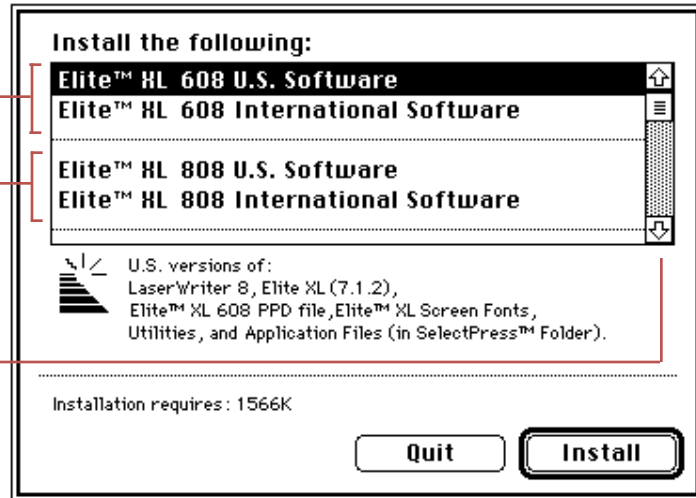 Install the following:
Elite™ XL 608 U.S. Software
Elite™ XL 608 International Software
Elite™ XL 808 U.S. Software
Elite™ XL 808 International Software
U.S. versions of:
LaserWriter 8, Elite XL (7.1.2),
Elite™ XL 608 PPD file, Elite™ XL Screen Fonts,
Utilities, and Application Files (in SelectPress™ Folder).
Installation requires: 1566K
Quit Install